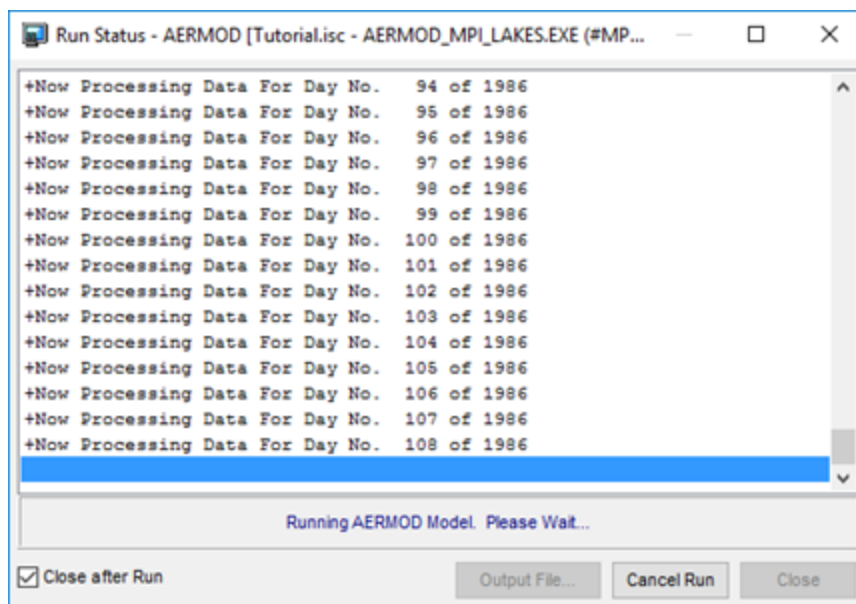 Run Status - AERMOD [Tutorial.isc - AERMOD_MPI_LAKES.EXE (#MP...
+Now Processing Data For Day No.   94 of 1986
+Now Processing Data For Day No.   95 of 1986
+Now Processing Data For Day No.   96 of 1986
+Now Processing Data For Day No.   97 of 1986
+Now Processing Data For Day No.   98 of 1986
+Now Processing Data For Day No.   99 of 1986
+Now Processing Data For Day No.  100 of 1986
+Now Processing Data For Day No.  101 of 1986
+Now Processing Data For Day No.  102 of 1986
+Now Processing Data For Day No.  103 of 1986
+Now Processing Data For Day No.  104 of 1986
+Now Processing Data For Day No.  105 of 1986
+Now Processing Data For Day No.  106 of 1986
+Now Processing Data For Day No.  107 of 1986
+Now Processing Data For Day No.  108 of 1986
Running AERMOD Model. Please Wait...
Close after Run Output File... Cancel Run Close